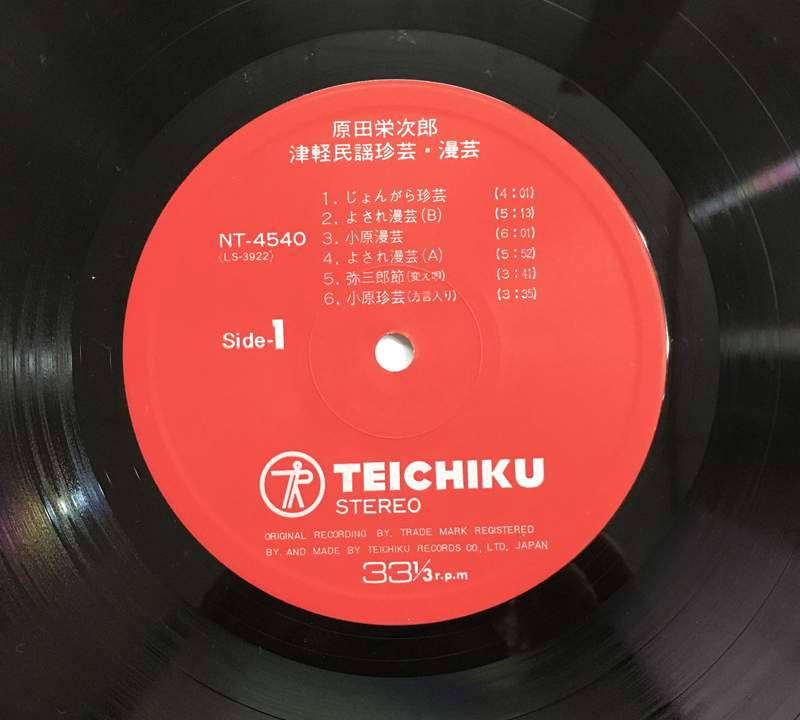 原田栄次郎
津軽民謡珍芸・漫芸
1. じょんがら珍芸 (4:01)
2. よされ漫芸(B) (5:13)
3. 小原漫芸 (6:01)
4. よされ漫芸(A) (5:52)
5. 弥三郎節(変え唄) (3:41)
6. 小原珍芸(方言入り) (3:35)
NT-4540
〈LS-3922〉
Side-1
TEICHIKU
STEREO
ORIGINAL RECORDING BY. TRADE MARK REGISTERED
BY. AND MADE BY TEICHIKU RECORDS CO., LTD. JAPAN
33 1/3 r.p.m